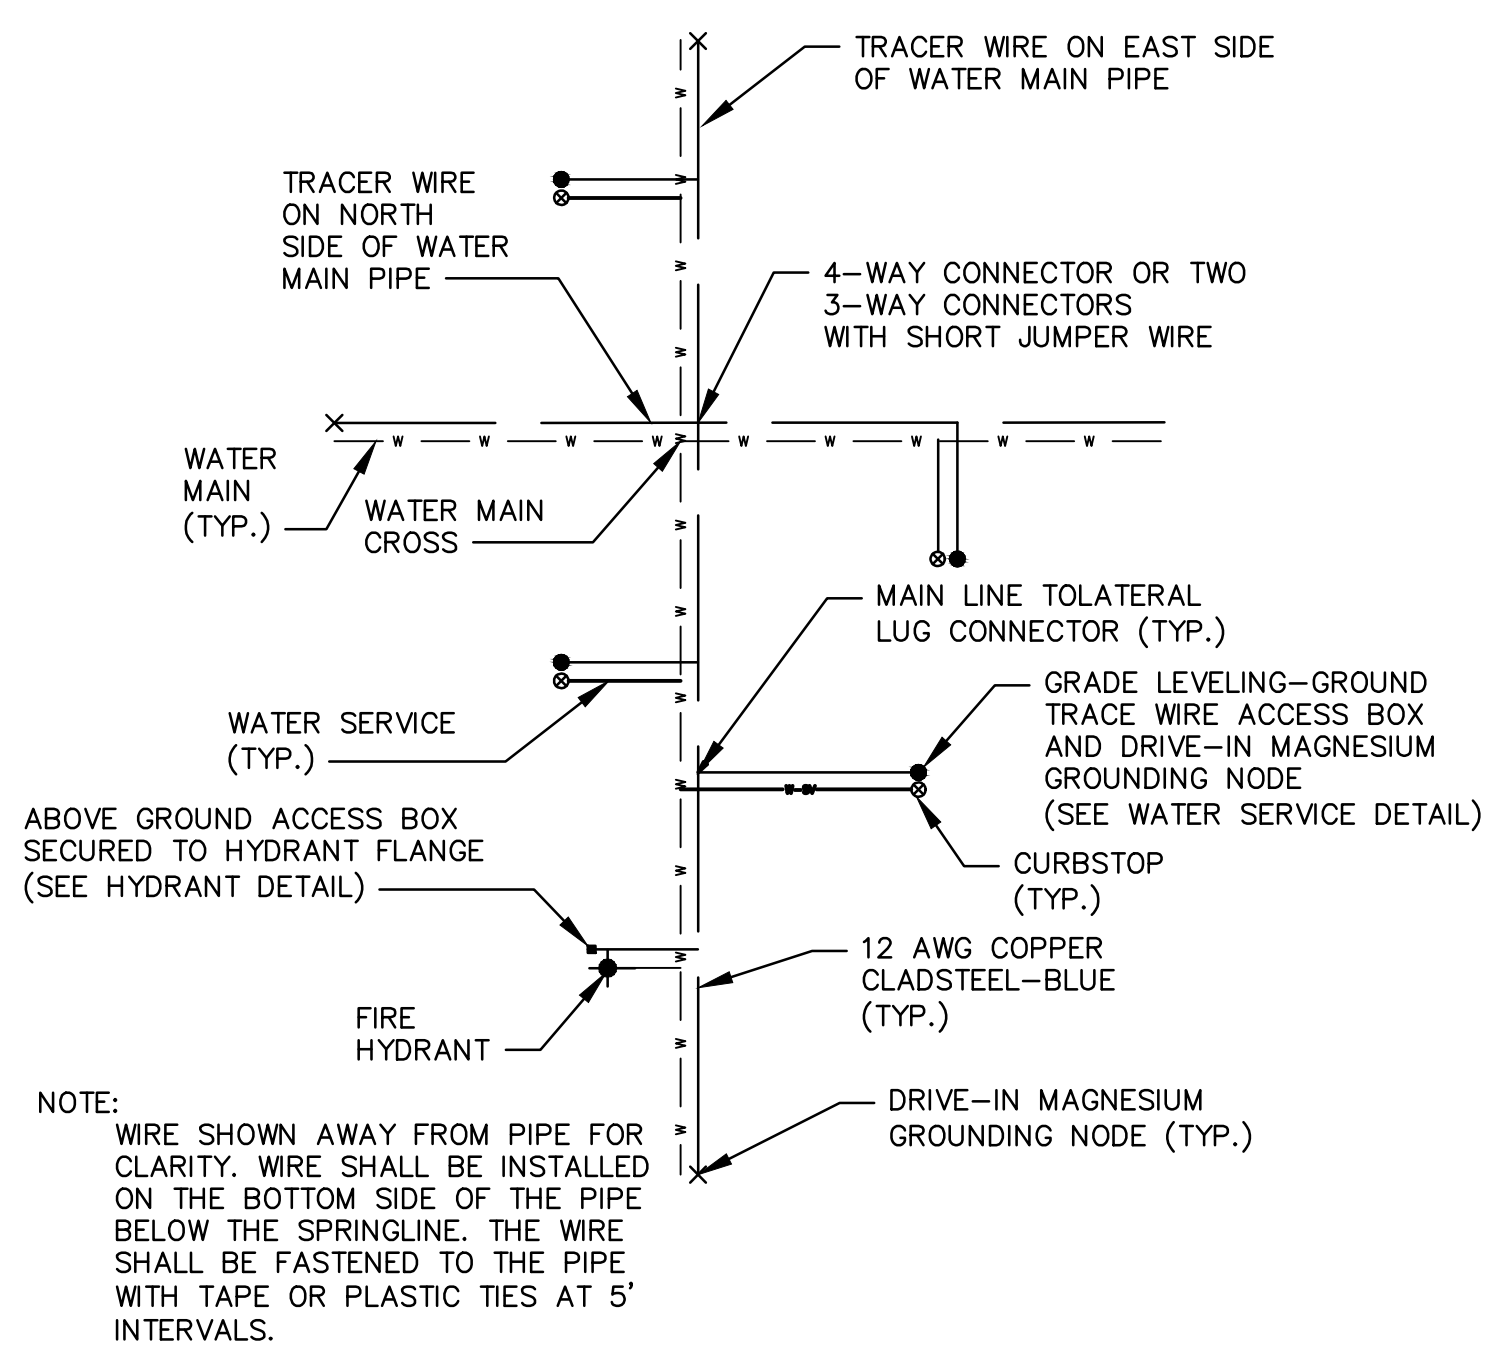 TRACER WIRE ON EAST SIDE
OF WATER MAIN PIPE
TRACER WIRE
ON NORTH
SIDE OF WATER
MAIN PIPE
4-WAY CONNECTOR OR TWO
3-WAY CONNECTORS
WITH SHORT JUMPER WIRE
WATER
MAIN
(TYP.)
WATER MAIN
CROSS
MAIN LINE TOLATERAL
LUG CONNECTOR (TYP.)
GRADE LEVELING-GROUND
TRACE WIRE ACCESS BOX
AND DRIVE-IN MAGNESIUM
GROUNDING NODE
(SEE WATER SERVICE DETAIL)
WATER SERVICE
(TYP.)
ABOVE GROUND ACCESS BOX
SECURED TO HYDRANT FLANGE
(SEE HYDRANT DETAIL)
CURBSTOP
(TYP.)
12 AWG COPPER
CLADSTEEL-BLUE
(TYP.)
FIRE
HYDRANT
DRIVE-IN MAGNESIUM
GROUNDING NODE (TYP.)
NOTE:
WIRE SHOWN AWAY FROM PIPE FOR
CLARITY. WIRE SHALL BE INSTALLED
ON THE BOTTOM SIDE OF THE PIPE
BELOW THE SPRINGLINE. THE WIRE
SHALL BE FASTENED TO THE PIPE
WITH TAPE OR PLASTIC TIES AT 5'
INTERVALS.
W W W W W W W W W
W
W
W
W
W
W
W
W
W
W
W
W
W